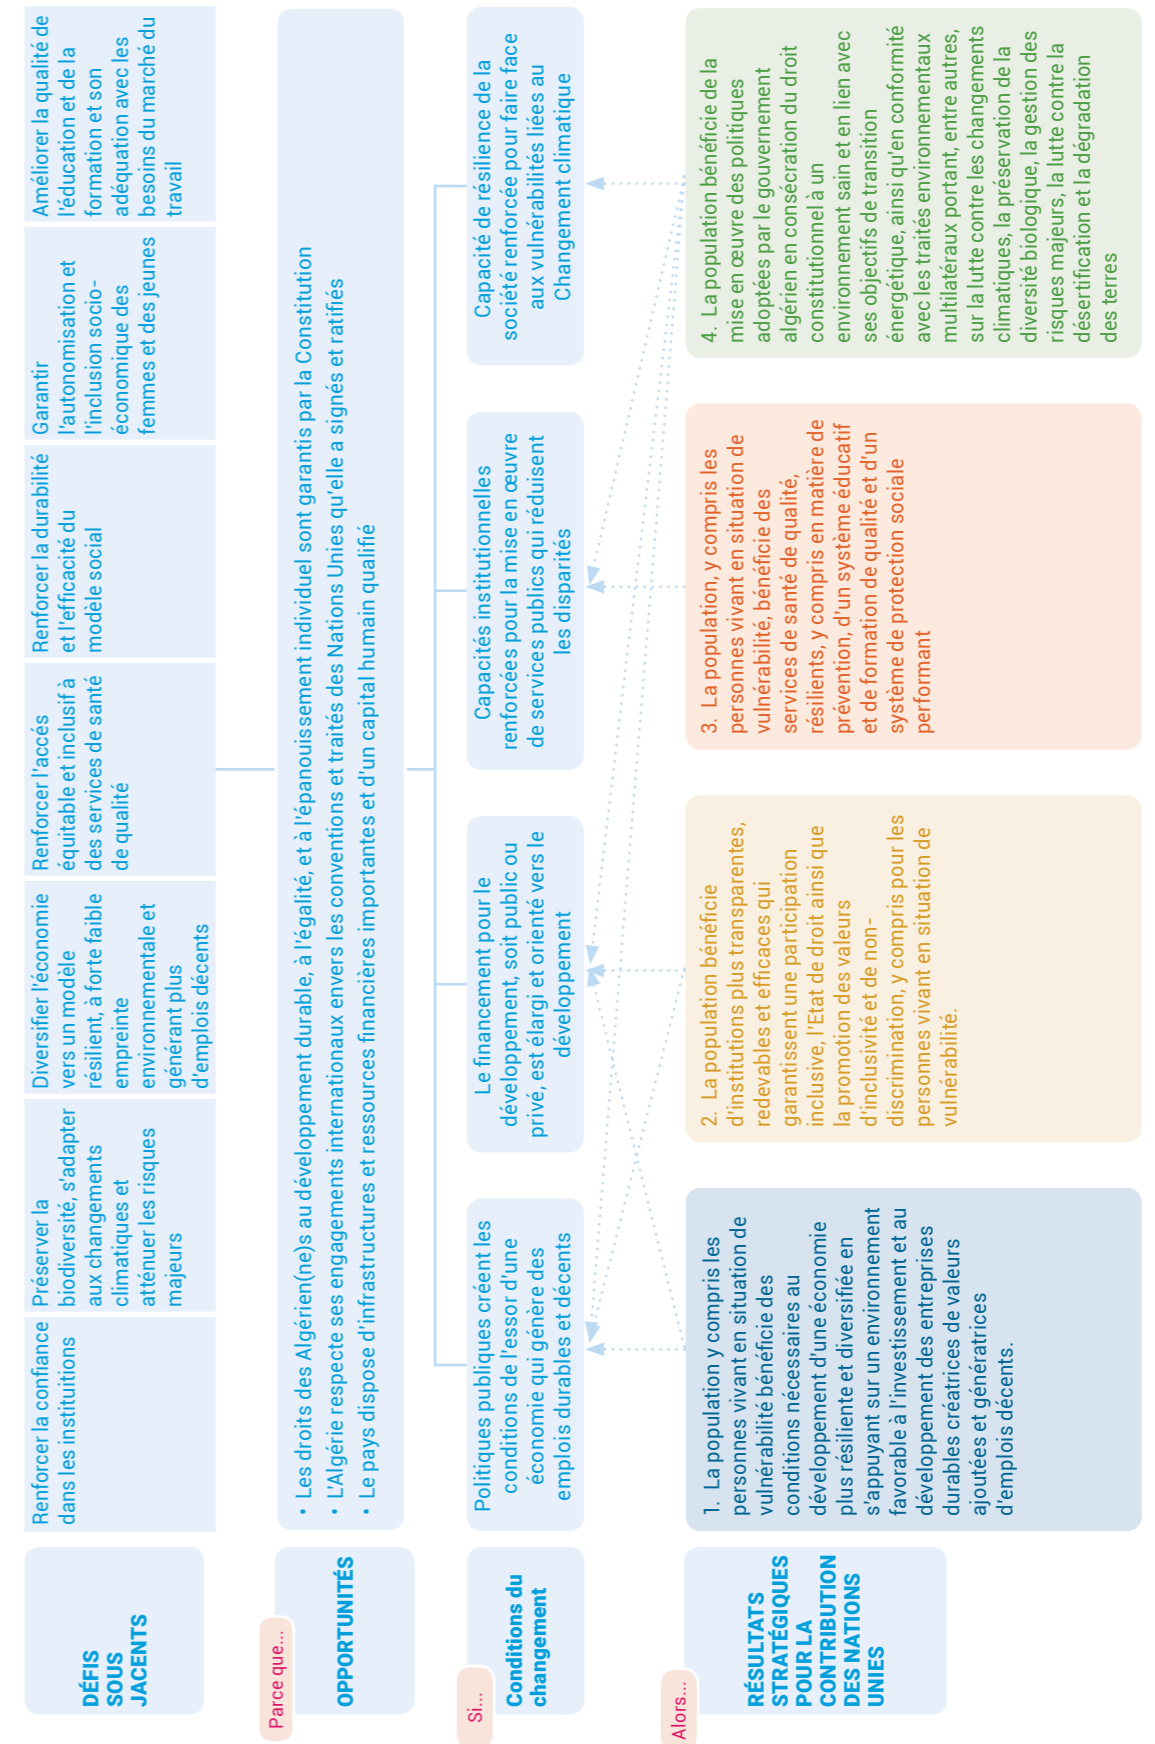 DÉFIS
SOUS
JACENTS
Renforcer la confiance
dans les instituitions
Préserver la
biodiversité, s'adapter
aux changements
climatiques et
atténuer les risques
majeurs
Diversifier l'économie
vers un modèle
résilient, à forte faible
empreinte
environnementale et
générant plus
d'emplois décents
Renforcer l'accés
équitable et inclusif à
des services de santé
de qualité
Renforcer la durabilité
et l'efficacité du
modèle social
Garantir
l'autonomisation et
l'inclusion socio-
économique des
femmes et des jeunes
Améliorer la qualité de
l'éducation et de la
formation et son
adéquation avec les
besoins du marché du
travail
Parce que...
OPPORTUNITÉS
• Les droits des Algérien(ne)s au développement durable, à l'égalité, et à l'épanouissement individuel sont garantis par la Constitution
• L'Algérie respecte ses engagements internationaux envers les conventions et traités des Nations Unies qu'elle a signés et ratifiés
• Le pays dispose d'infrastructures et ressources financières importantes et d'un capital humain qualifié
Si...
Conditions du
changement
Politiques publiques créent les
conditions de l'essor d'une
économie qui génère des
emplois durables et décents
Le financement pour le
développement, soit public ou
privé, est élargi et orienté vers le
développement
Capacités institutionnelles
renforcées pour la mise en œuvre
de services publics qui réduisent
les disparités
Capacité de résilience de la
société renforcée pour faire face
aux vulnérabilités liées au
Changement climatique
Alors...
RÉSULTATS
STRATÉGIQUES
POUR LA
CONTRIBUTION
DES NATIONS
UNIES
1. La population y compris les
personnes vivant en situation de
vulnérabilité bénéficie des
conditions nécessaires au
développement d'une économie
plus résiliente et diversifiée en
s'appuyant sur un environnement
favorable à l'investissement et au
développement des entreprises
durables créatrices de valeurs
ajoutées et génératrices
d'emplois décents.
2. La population bénéficie
d'institutions plus transparentes,
redevables et efficaces qui
garantissent une participation
inclusive, l'Etat de droit ainsi que
la promotion des valeurs
d'inclusivité et de non-
discrimination, y compris pour les
personnes vivant en situation de
vulnérabilité.
3. La population, y compris les
personnes vivant en situation de
vulnérabilité, bénéficie des
services de santé de qualité,
résilients, y compris en matière de
prévention, d'un système éducatif
et de formation de qualité et d'un
système de protection sociale
performant
4. La population bénéficie de la
mise en œuvre des politiques
adoptées par le gouvernement
algérien en consécration du droit
constitutionnel à un
environnement sain et en lien avec
ses objectifs de transition
énergétique, ainsi qu'en conformité
avec les traités environnementaux
multilatéraux portant, entre autres,
sur la lutte contre les changements
climatiques, la préservation de la
diversité biologique, la gestion des
risques majeurs, la lutte contre la
désertification et la dégradation
des terres